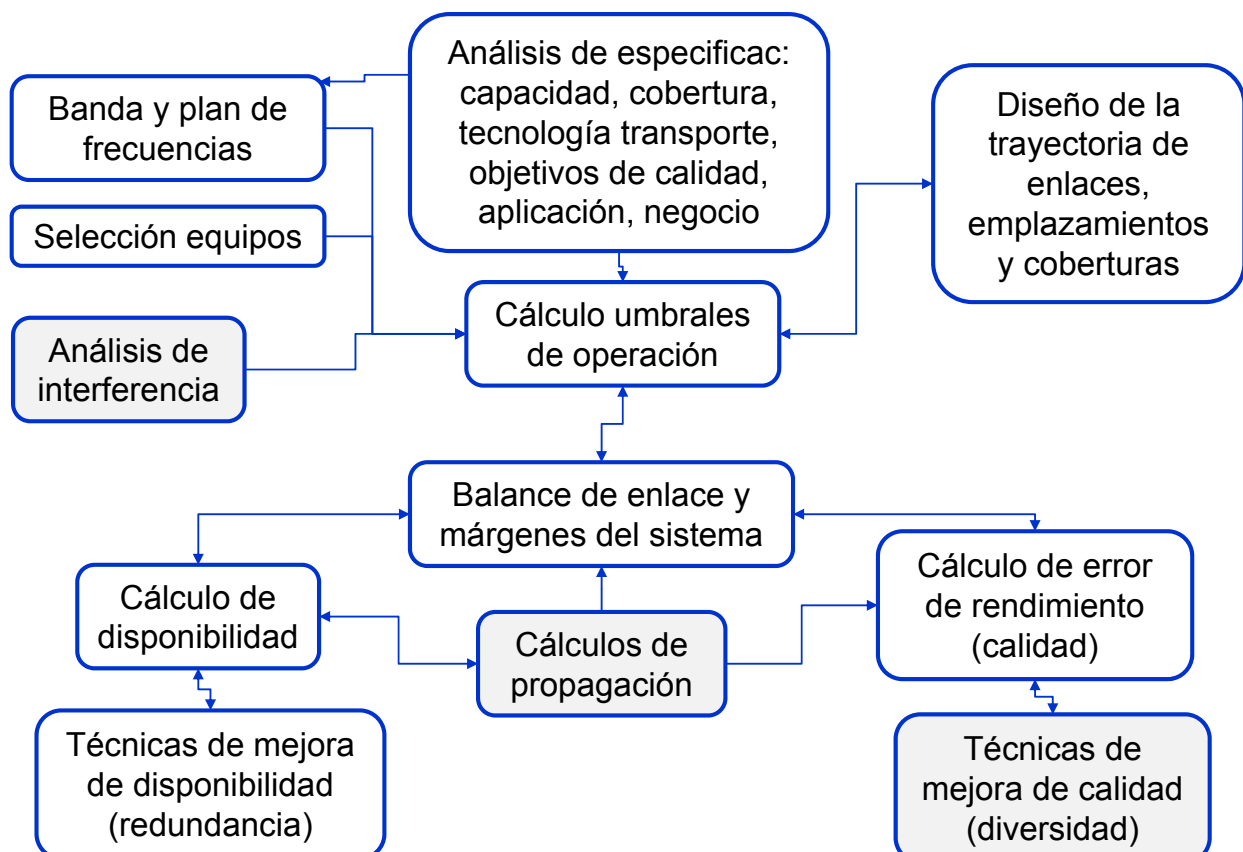 Análisis de especificac:
capacidad, cobertura,
tecnología transporte,
objetivos de calidad,
aplicación, negocio
Banda y plan de
frecuencias
Diseño de la
trayectoria de
enlaces,
emplazamientos
y coberturas
Selección equipos
Cálculo umbrales
de operación
Análisis de
interferencia
Balance de enlace y
márgenes del sistema
Cálculo de
disponibilidad
Cálculos de
propagación
Cálculo de error
de rendimiento
(calidad)
Técnicas de mejora
de disponibilidad
(redundancia)
Técnicas de
mejora de calidad
(diversidad)